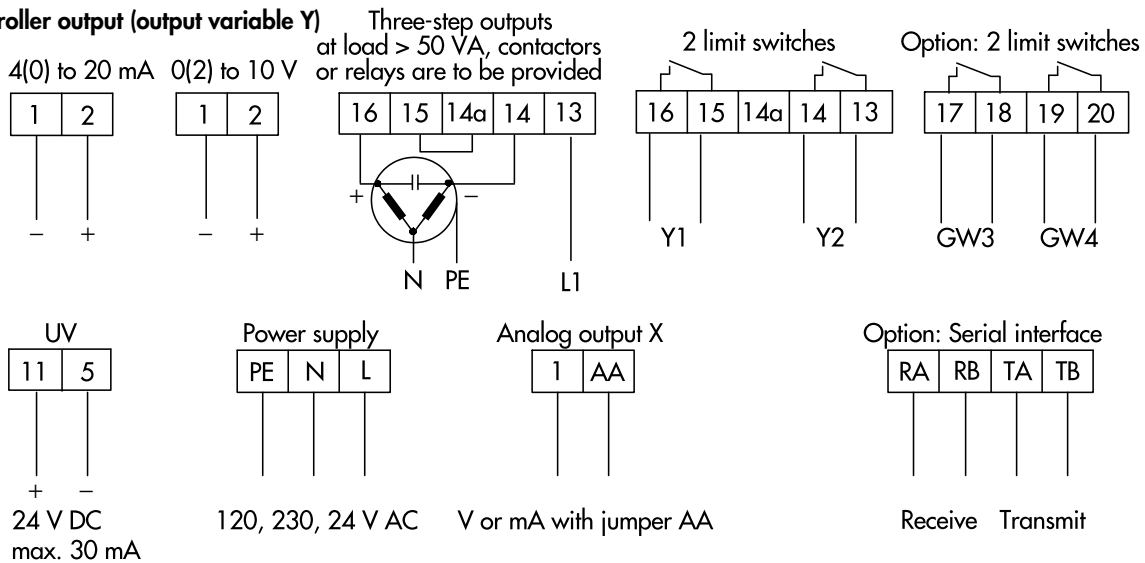 roller output (output variable Y)
4(0) to 20 mA
1 2
− +
0(2) to 10 V
1 2
− +
Three-step outputs
at load > 50 VA, contactors
or relays are to be provided
16 15 14a 14 13
+ −
N PE L1
2 limit switches
16 15 14a 14 13
Y1 Y2
Option: 2 limit switches
17 18 19 20
GW3 GW4
UV
11 5
+ −
24 V DC
max. 30 mA
Power supply
PE N L
120, 230, 24 V AC
Analog output X
1 AA
V or mA with jumper AA
Option: Serial interface
RA RB TA TB
Receive Transmit